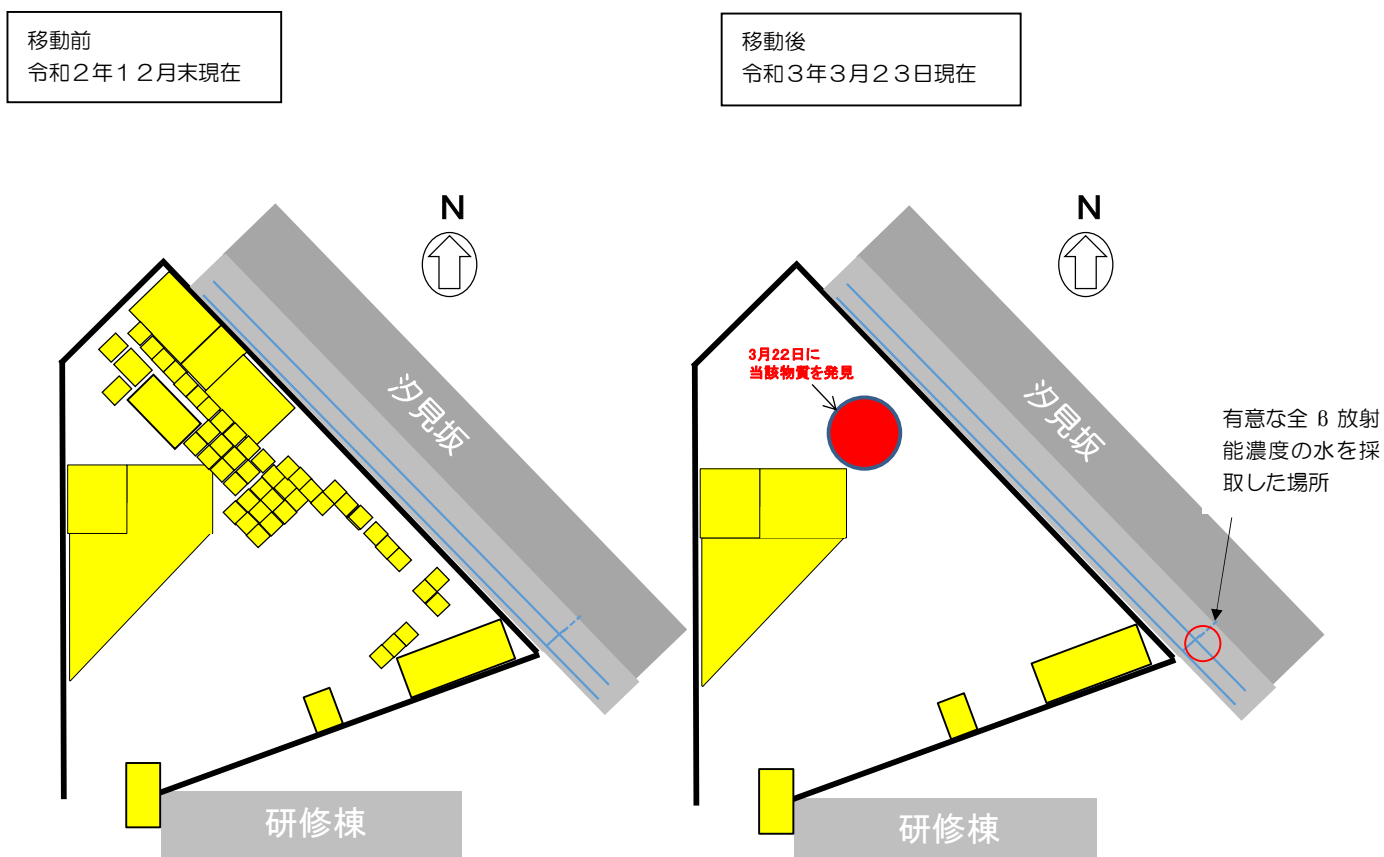 移動前
令和２年１２月末現在
移動後
令和３年３月２３日現在
N
汐見坂
研修棟
N
3月22日に
当該物質を発見
汐見坂
有意な全 β 放射
能濃度の水を採
取した場所
研修棟